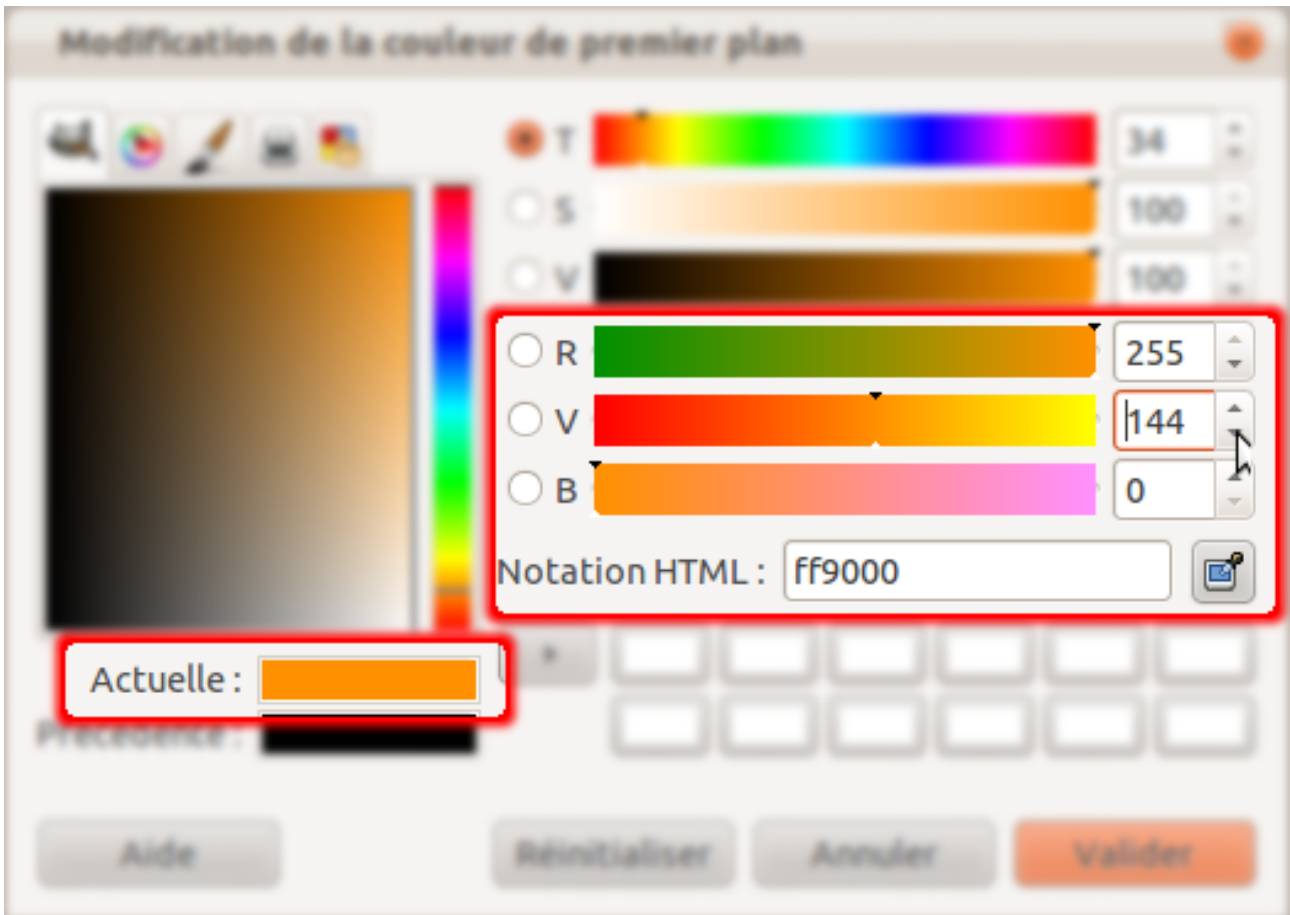 Modification de la couleur de premier plan
T 34
S 100
V 100
R 255
V 144
B 0
Notation HTML : ff9000
Actuelle :
Précédente :
Aide Réinitialiser Annuler Valider